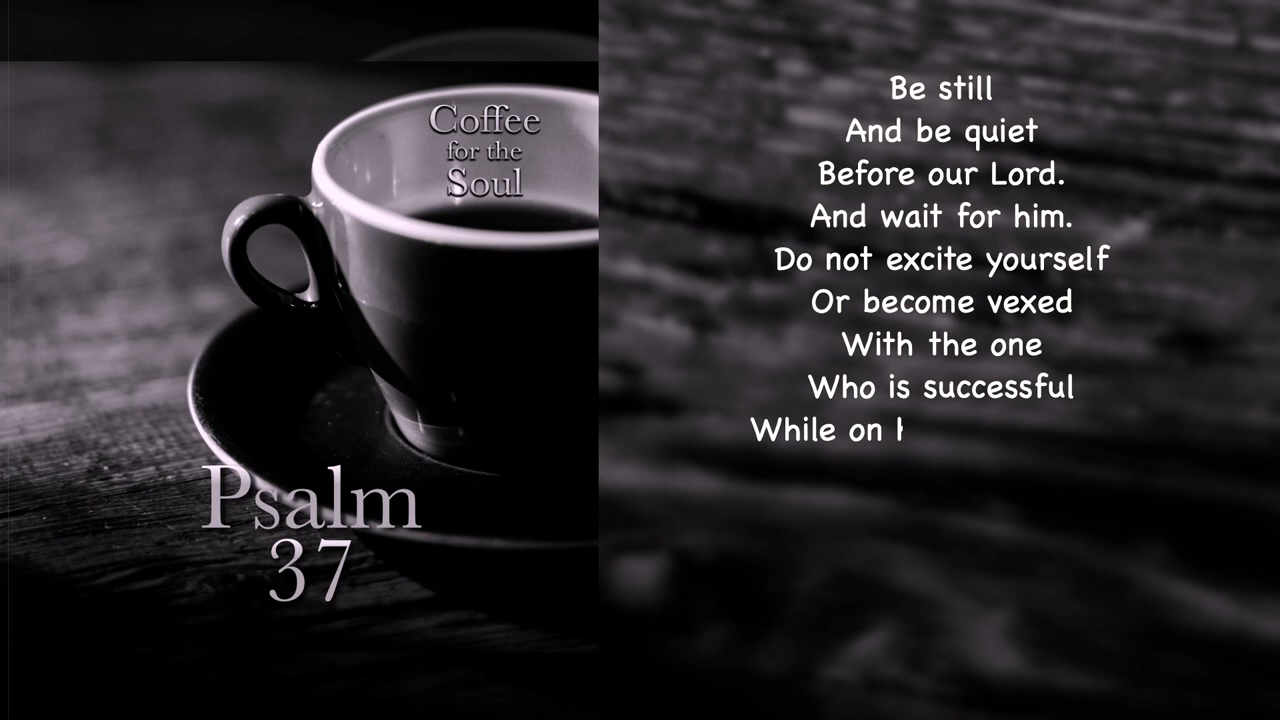 Coffee
for the
Soul
Psalm
37
Be still
And be quiet
Before our Lord.
And wait for him.
Do not excite yourself
Or become vexed
With the one
Who is successful
While on